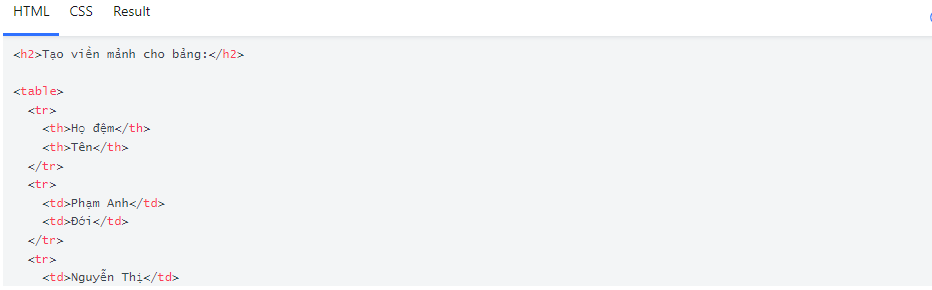 HTML CSS Result
<h2>Tạo viền mảnh cho bảng:</h2>
<table>
<tr>
<th>Họ đệm</th>
<th>Tên</th>
</tr>
<tr>
<td>Phạm Anh</td>
<td>Đới</td>
</tr>
<tr>
<td>Nguyễn Thị</td>